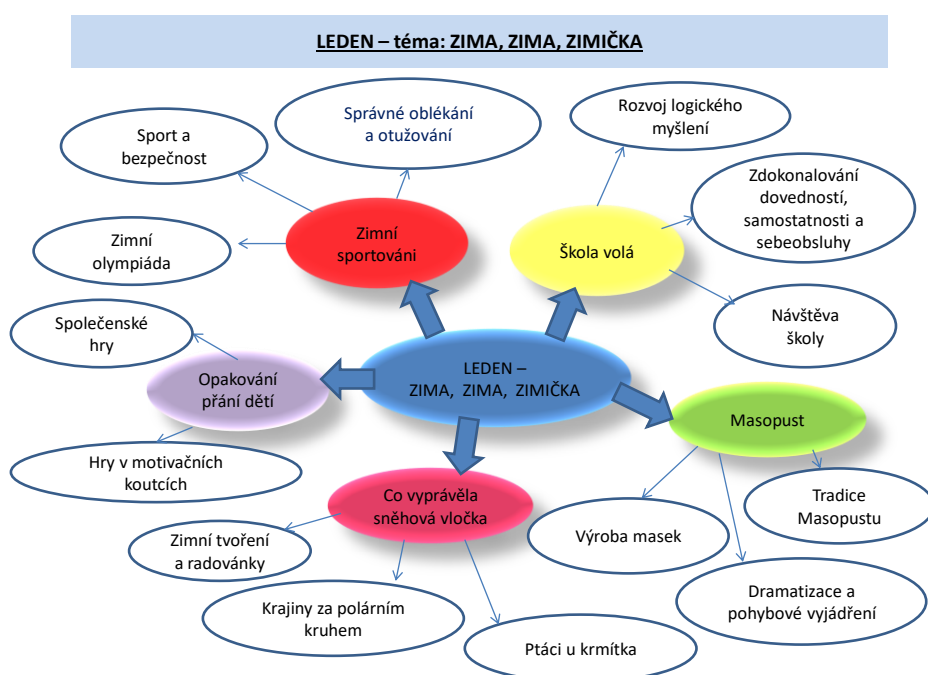 LEDEN – téma: ZIMA, ZIMA, ZIMIČKA
Správné oblékání
a otužování
Rozvoj logického
myšlení
Sport a
bezpečnost
Zdokonalování
dovedností,
samostatnosti a
sebeobsluhy
Zimní
sportováni
Škola volá
Zimní
olympiáda
Návštěva
školy
Společenské
hry
LEDEN –
ZIMA, ZIMA, ZIMIČKA
Opakování
přání dětí
Masopust
Hry v motivačních
koutcích
Co vyprávěla
sněhová vločka
Tradice
Masopustu
Zimní tvoření
a radovánky
Výroba masek
Krajiny za polárním
kruhem
Dramatizace a
pohybové vyjádření
Ptáci u krmítka